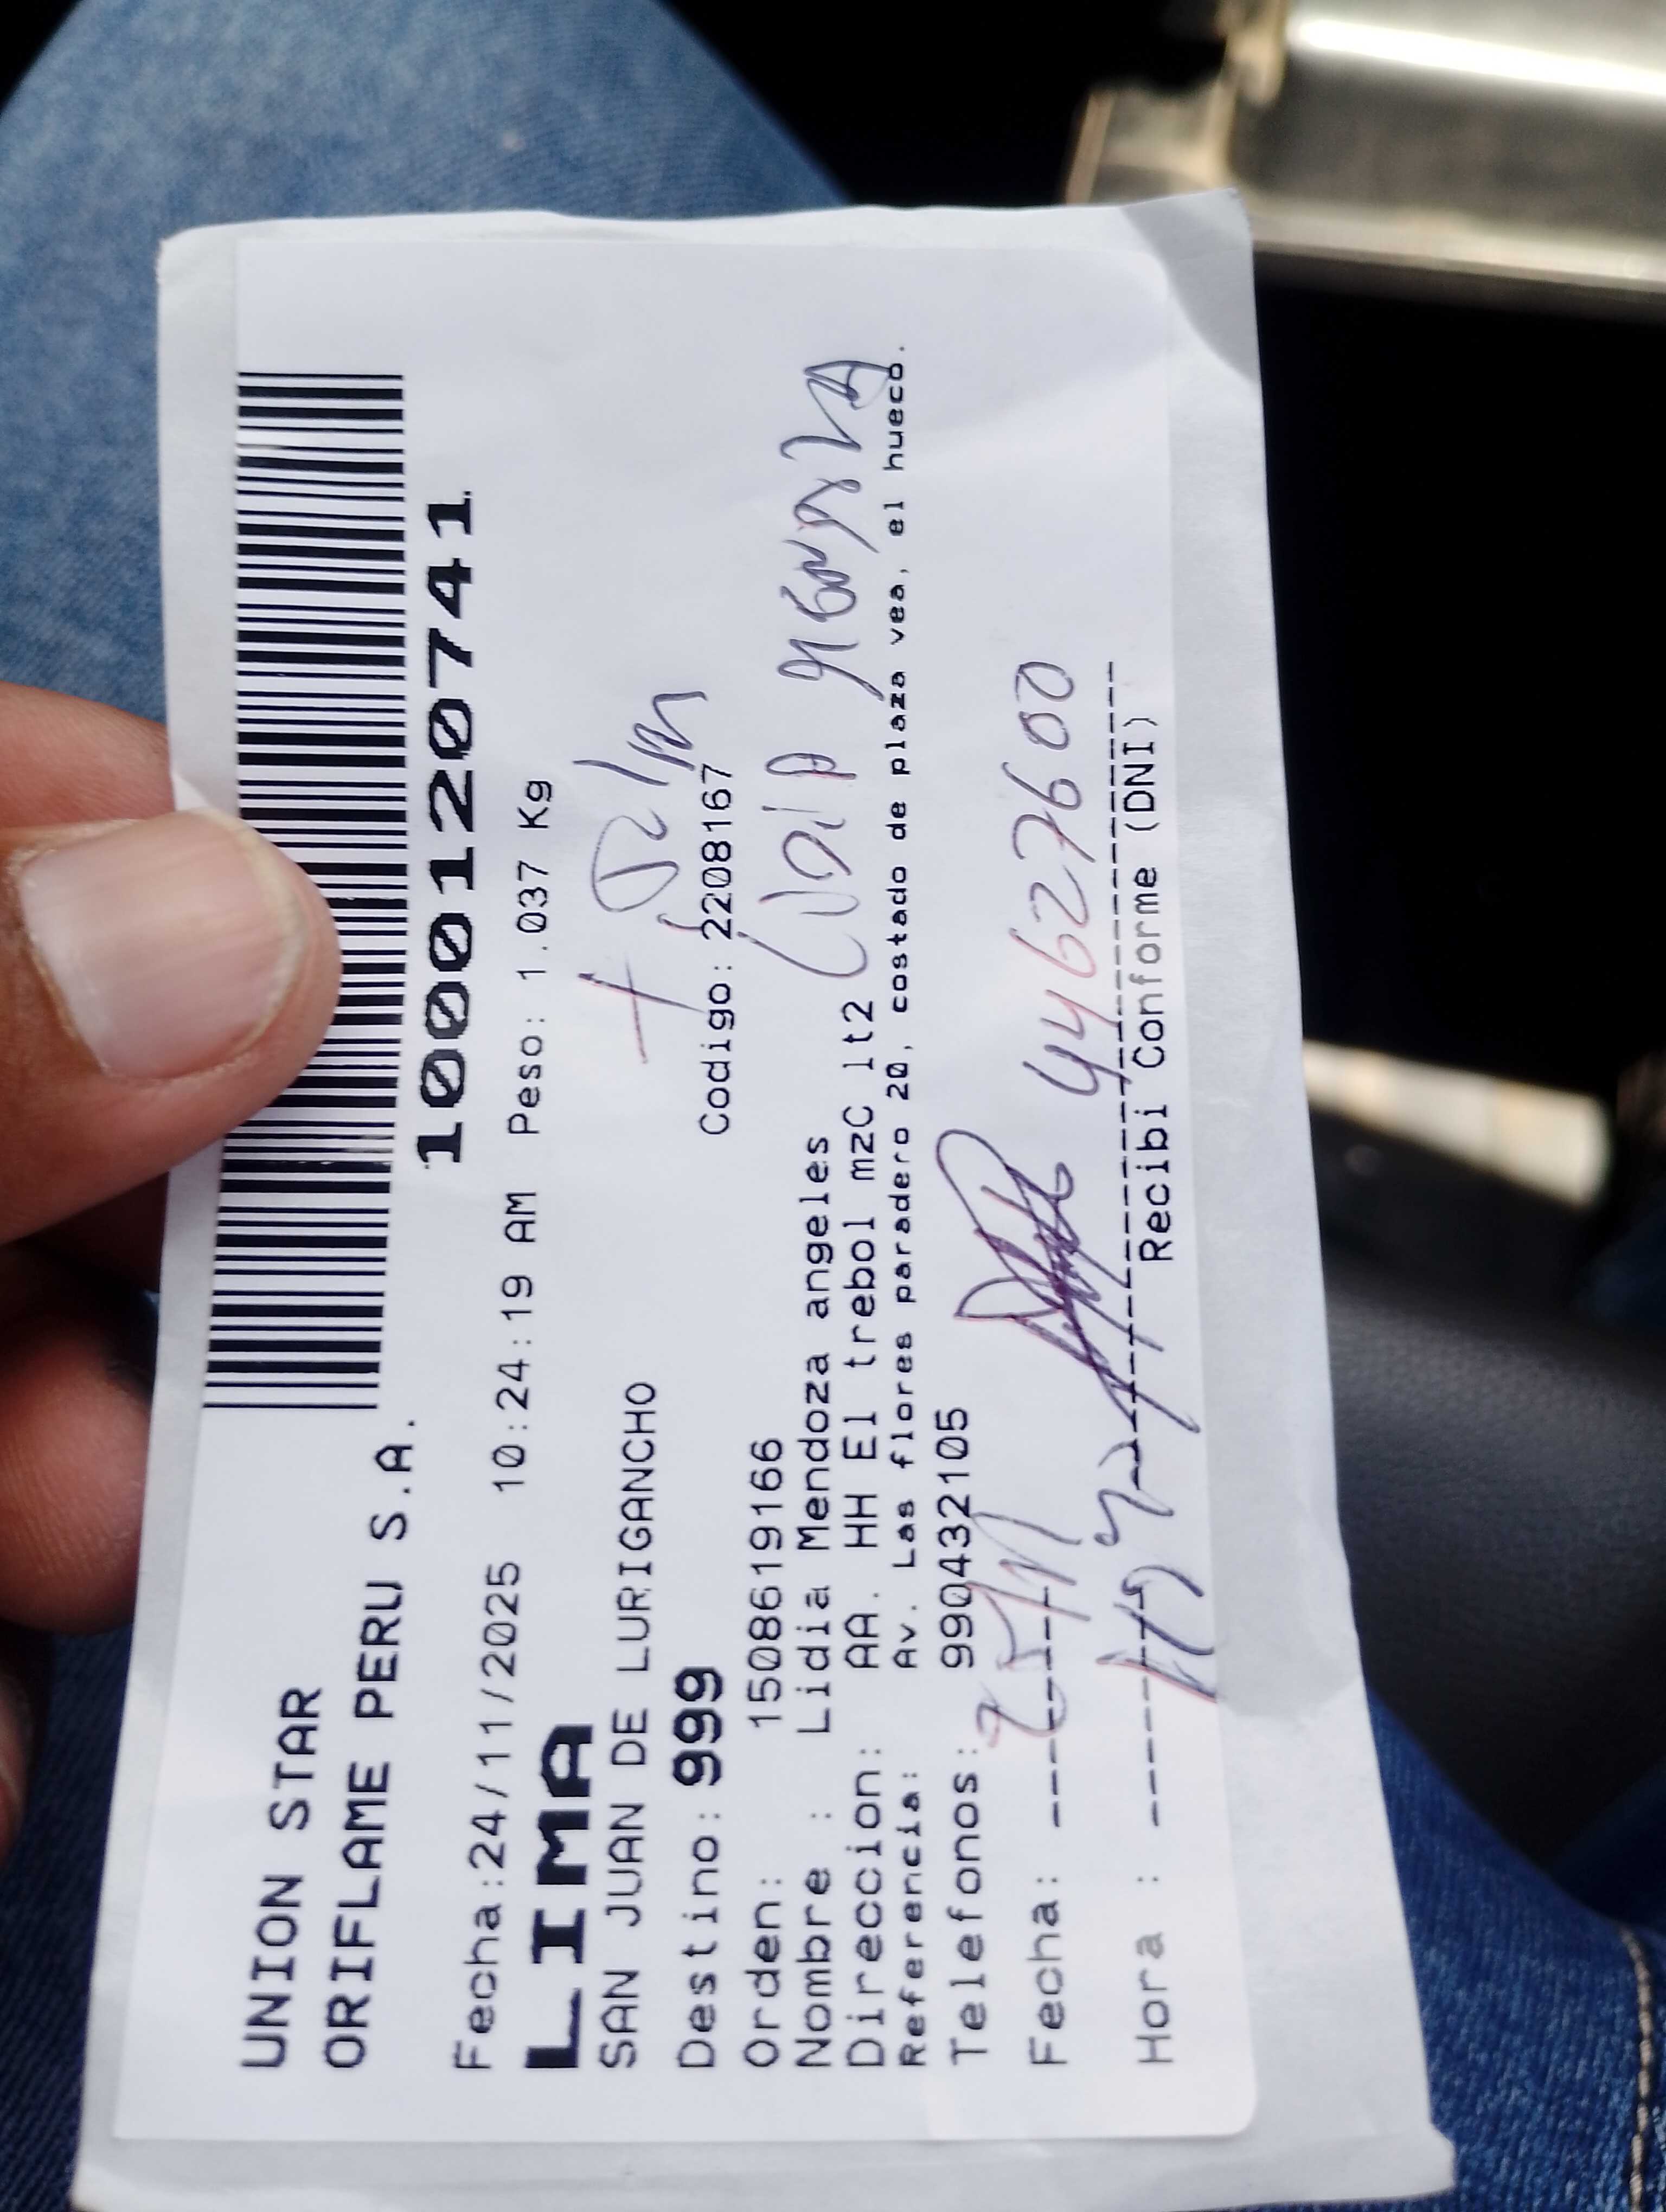 UNION STAR
ORIFLAME PERU S.A.
1000120741
Fecha:24/11/2025 10:24:19 AM Peso: 1.037 Kg
LIMA
SAN JUAN DE LURIGANCHO
Destino: 999
Codigo: 2208167
Orden: 1508619166
Nombre : Lidia Mendoza angeles
Direccion: AA. HH El trebol mzC lt2
Referencia: Av. Las flores paradero 20, costado de plaza vea, el hueco.
Telefonos: 990432105
Fecha: 25/11 44627600
Hora :
Recibi Conforme (DNI)